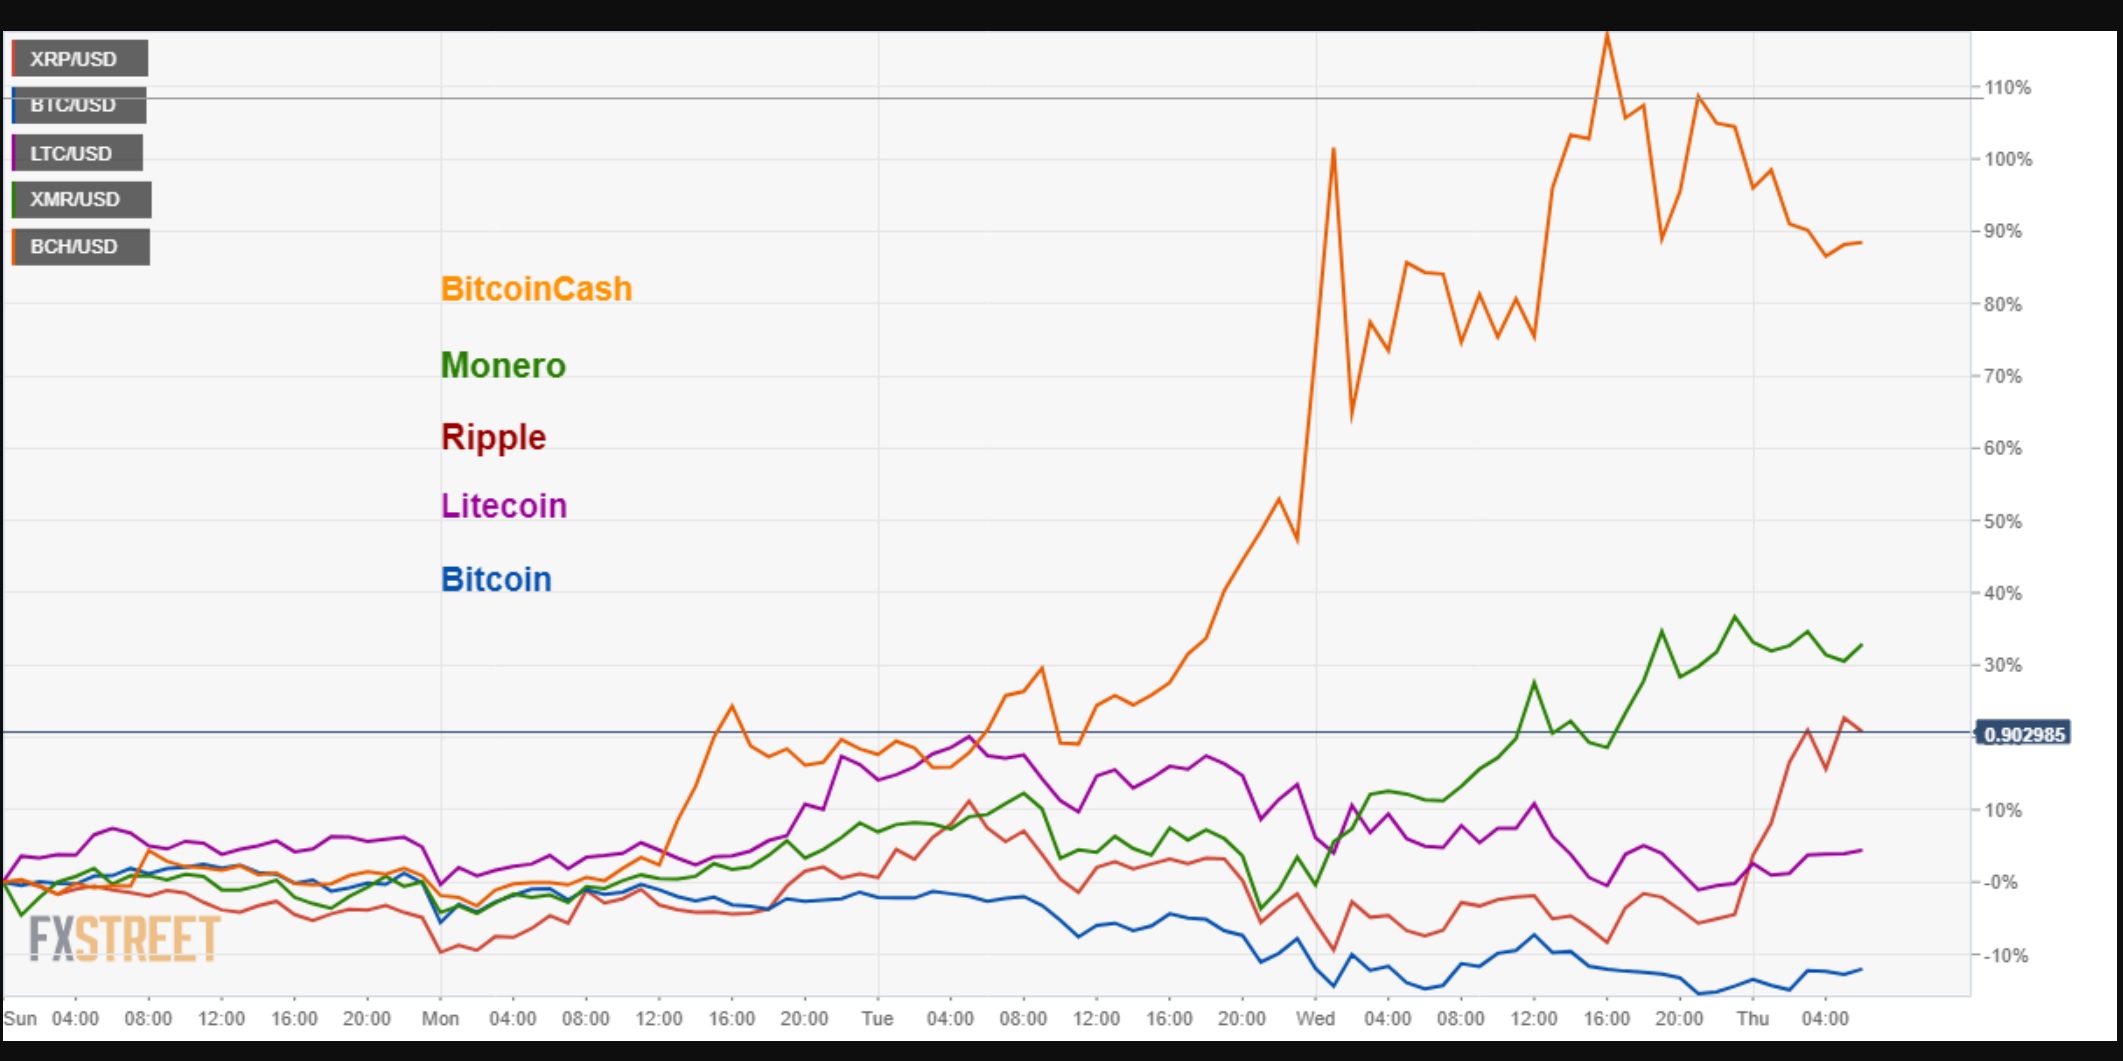 XRP/USD
BTC/USD
LTC/USD
XMR/USD
BCH/USD
BitcoinCash
Monero
Ripple
Litecoin
Bitcoin
110%
100%
90%
80%
70%
60%
50%
40%
30%
0.902985
10%
-0%
-10%
FXSTREET
Sun 04:00 08:00 12:00 16:00 20:00 Mon 04:00 08:00 12:00 16:00 20:00 Tue 04:00 08:00 12:00 16:00 20:00 Wed 04:00 08:00 12:00 16:00 20:00 Thu 04:00